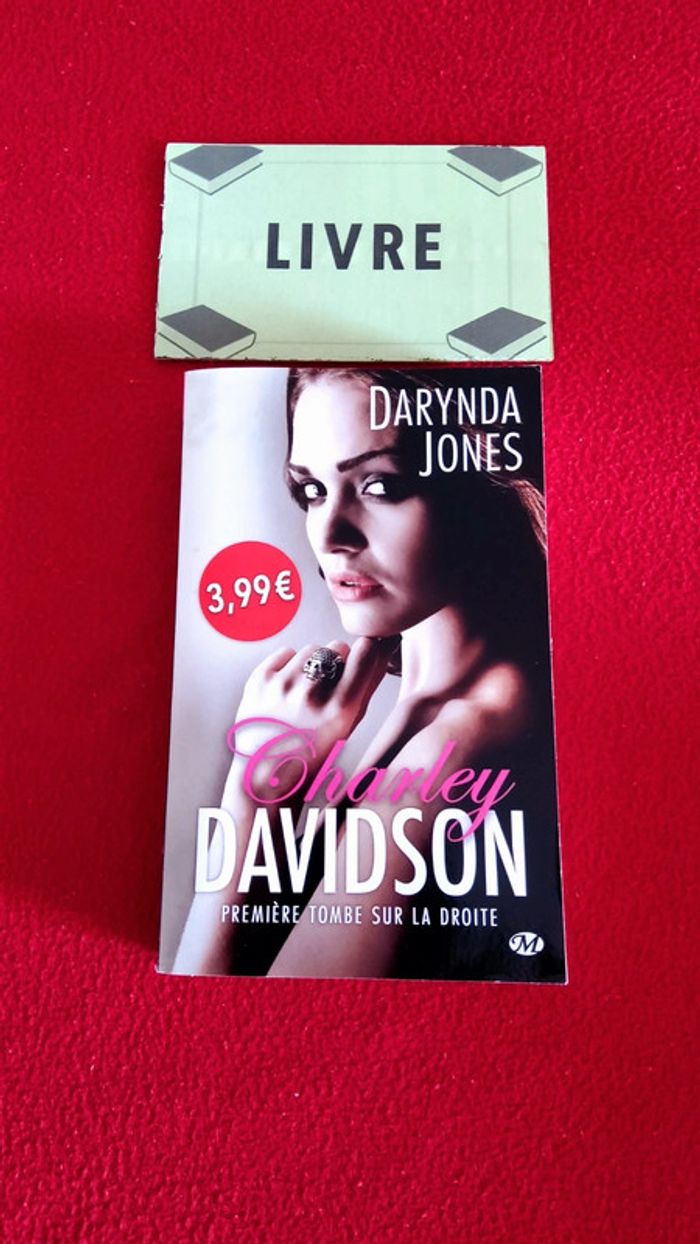 LIVRE
DARYNDA
JONES
3,99€
Charley
DAVIDSON
PREMIÈRE TOMBE SUR LA DROITE
M